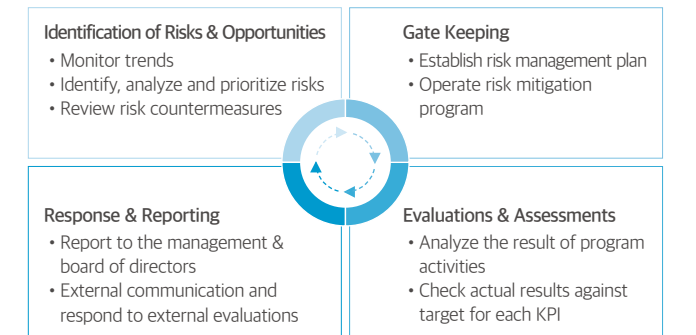 Identification of Risks & Opportunities
• Monitor trends
• Identify, analyze and prioritize risks
• Review risk countermeasures
Gate Keeping
• Establish risk management plan
• Operate risk mitigation
program
Response & Reporting
• Report to the management &
board of directors
• External communication and
respond to external evaluations
Evaluations & Assessments
• Analyze the result of program
activities
• Check actual results against
target for each KPI